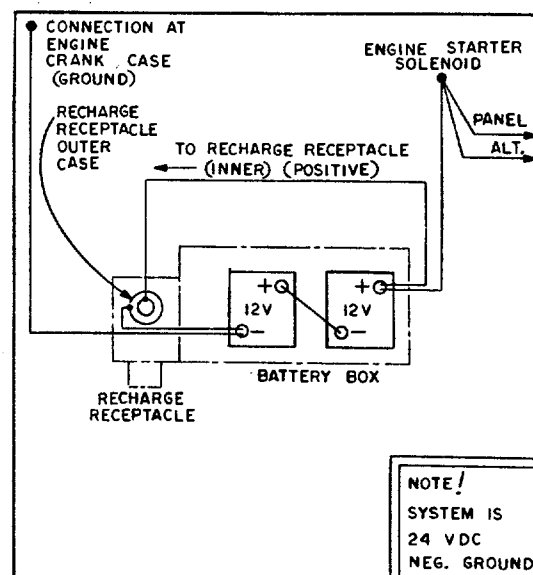 CONNECTION AT
ENGINE
CRANK CASE
(GROUND)
ENGINE STARTER
SOLENOID
PANEL
ALT.
RECHARGE
RECEPTACLE
OUTER
CASE
TO RECHARGE RECEPTACLE
(INNER) (POSITIVE)
+
12V
-
+
12V
-
BATTERY BOX
RECHARGE
RECEPTACLE
NOTE!
SYSTEM IS
24 VDC
NEG. GROUND